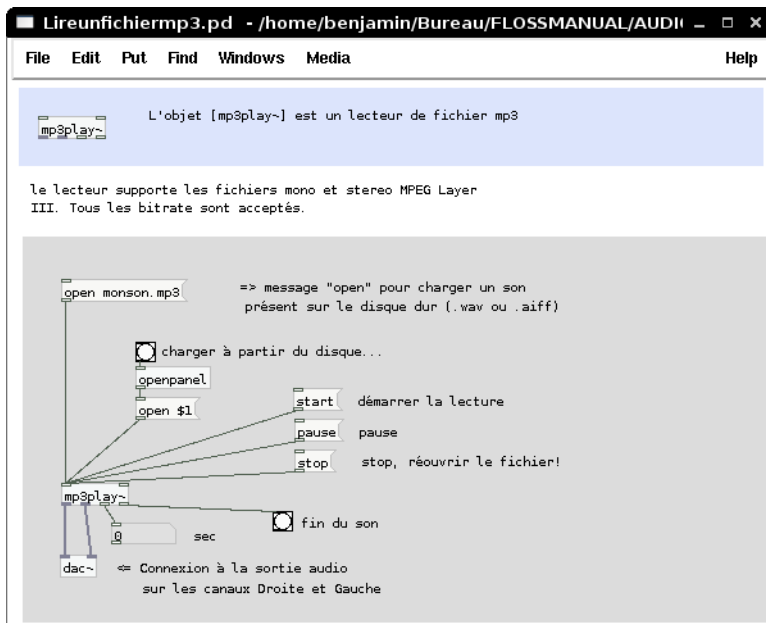 Lireunfichiermp3.pd - /home/benjamin/Bureau/FLOSSMANUAL/AUDI
File Edit Put Find Windows Media Help
mp3play~
L'objet [mp3play~] est un lecteur de fichier mp3
le lecteur supporte les fichiers mono et stereo MPEG Layer
III. Tous les bitrate sont acceptés.
open monson.mp3
=> message "open" pour charger un son
présent sur le disque dur (.wav ou .aiff)
charger à partir du disque...
openpanel
open $1
start démarrer la lecture
pause pause
stop stop, réouvrir le fichier!
mp3play~
fin du son
0 sec
dac~
<= Connexion à la sortie audio
sur les canaux Droite et Gauche